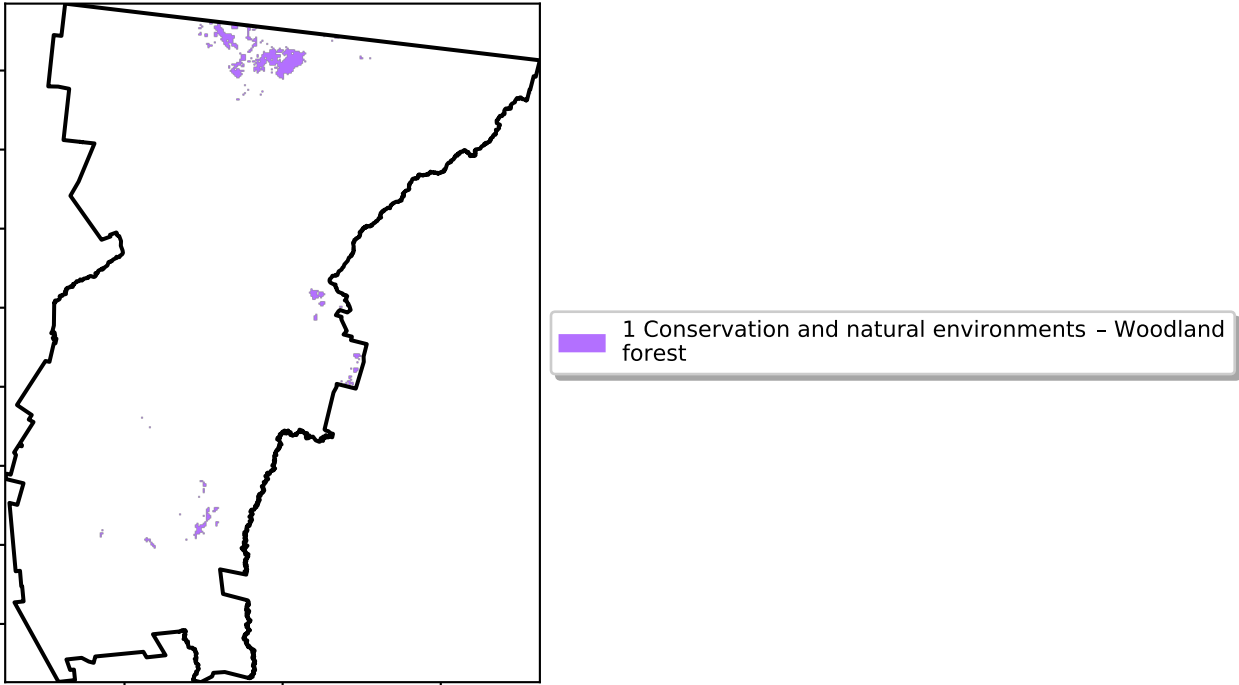 1 Conservation and natural environments – Woodland
forest